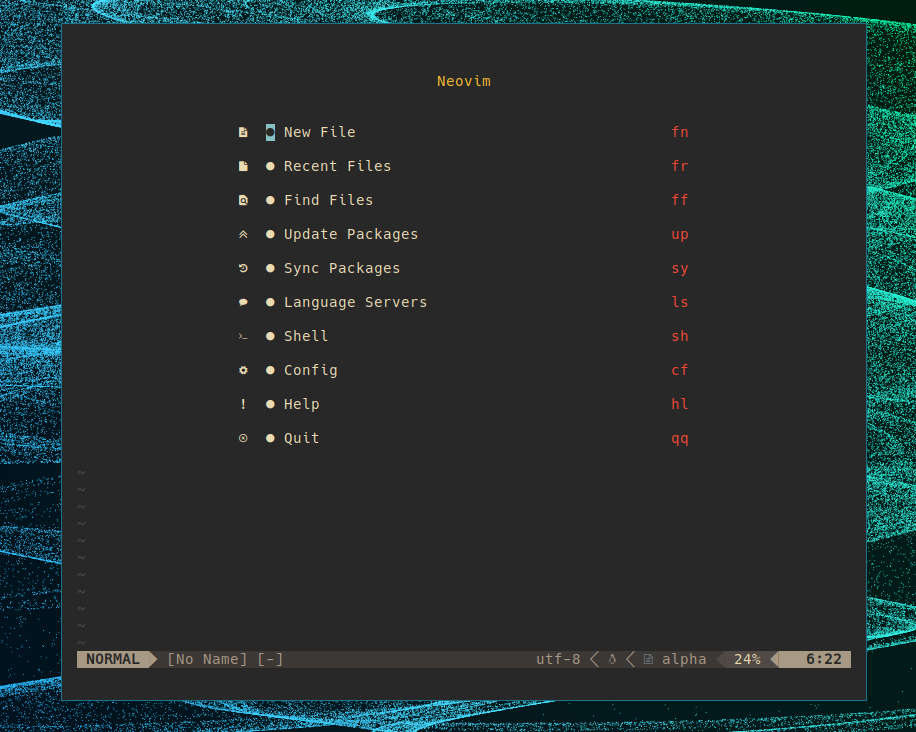 Neovim
● New File fn
● Recent Files fr
● Find Files ff
● Update Packages up
● Sync Packages sy
● Language Servers ls
● Shell sh
● Config cf
! ● Help hl
● Quit qq
~
~
~
~
~
~
~
~
~
~
~
NORMAL [No Name] [-] utf-8 alpha 24% 6:22